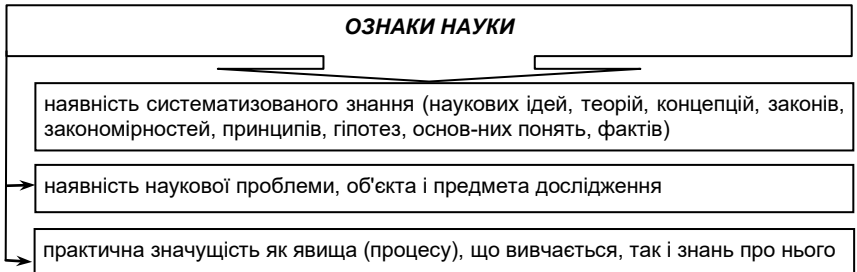 ОЗНАКИ НАУКИ
наявність систематизованого знання (наукових ідей, теорій, концепцій, законів,
закономірностей, принципів, гіпотез, основ-них понять, фактів)
наявність наукової проблеми, об'єкта і предмета дослідження
практична значущість як явища (процесу), що вивчається, так і знань про нього